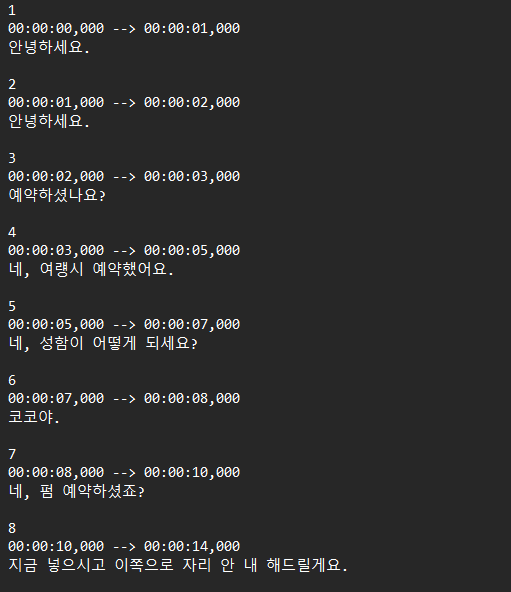 1
00:00:00,000 --> 00:00:01,000
안녕하세요.

2
00:00:01,000 --> 00:00:02,000
안녕하세요.

3
00:00:02,000 --> 00:00:03,000
예약하셨나요?

4
00:00:03,000 --> 00:00:05,000
네, 여랭시 예약했어요.

5
00:00:05,000 --> 00:00:07,000
네, 성함이 어떻게 되세요?

6
00:00:07,000 --> 00:00:08,000
코코야.

7
00:00:08,000 --> 00:00:10,000
네, 펌 예약하셨죠?

8
00:00:10,000 --> 00:00:14,000
지금 넣으시고 이쪽으로 자리 안 내 해드릴게요.